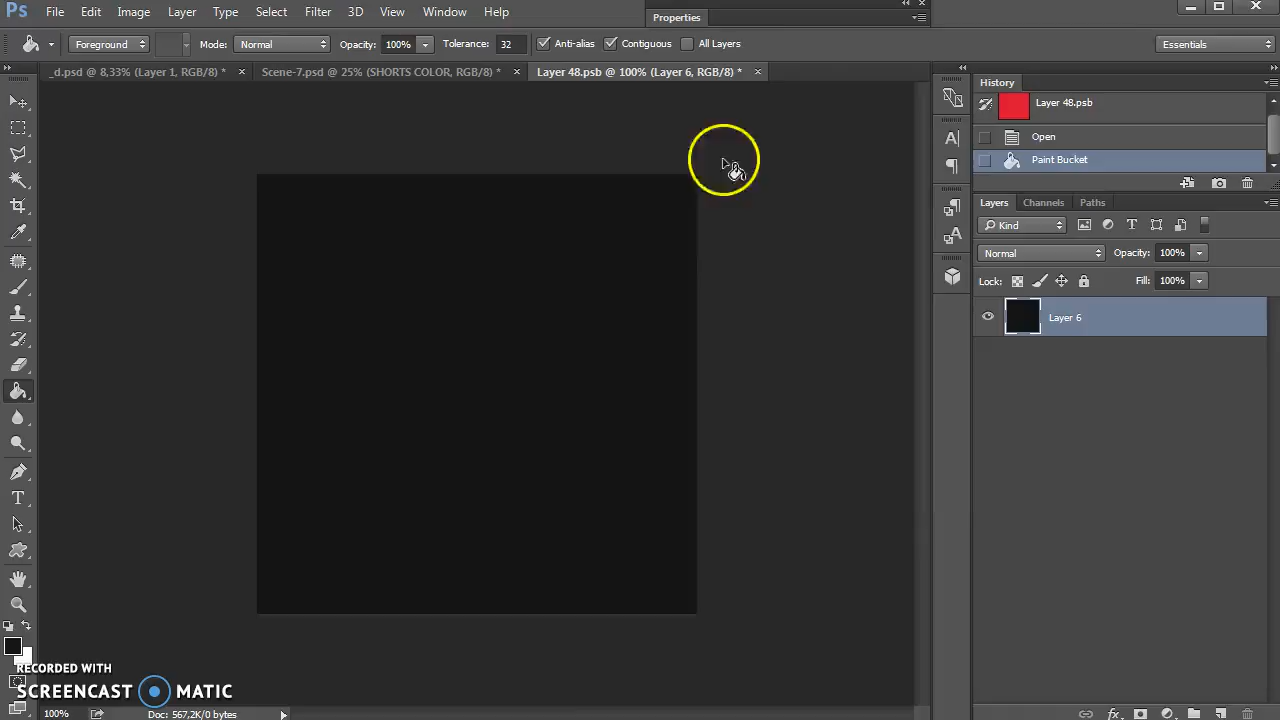 Ps File Edit Image Layer Type Select Filter 3D View Window Help
Properties
Foreground Mode: Normal Opacity: 100% Tolerance: 32 Anti-alias Contiguous All Layers Essentials
_d.psd @ 8,33% (Layer 1, RGB/8) * Scene-7.psd @ 25% (SHORTS COLOR, RGB/8) * Layer 48.psb @ 100% (Layer 6, RGB/8) *
History
Layer 48.psb
Open
Paint Bucket
Layers Channels Paths
Kind
Normal Opacity: 100%
Lock: Fill: 100%
Layer 6
RECORDED WITH
SCREENCAST MATIC
100% Doc: 567,2K/0 bytes